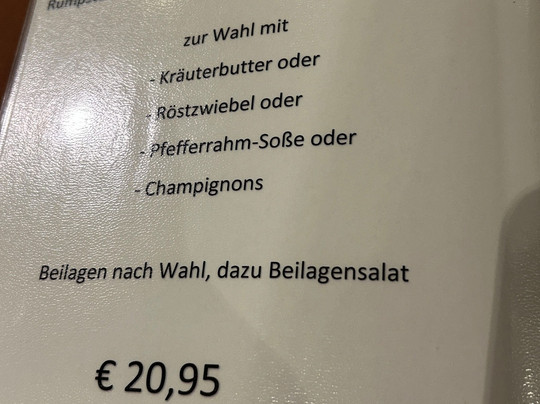 zur Wahl mit
- Kräuterbutter oder
- Röstzwiebel oder
- Pfefferrahm-Soße oder
- Champignons
Beilagen nach Wahl, dazu Beilagensalat
€ 20,95